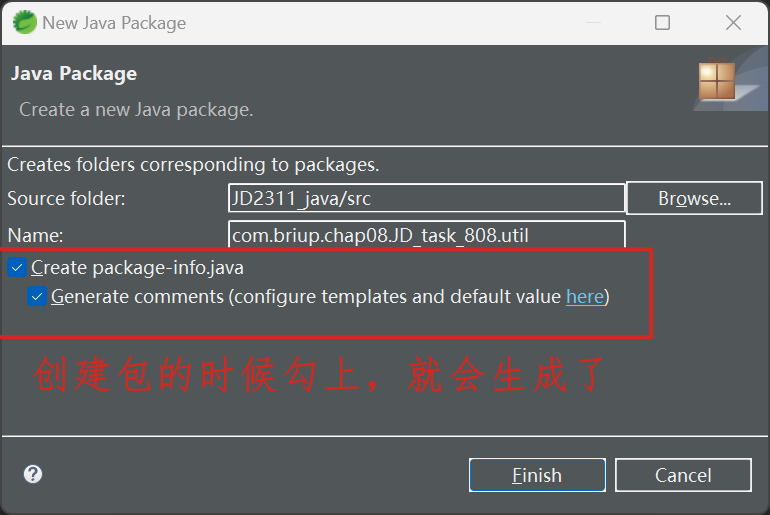 New Java Package
Java Package
Create a new Java package.
Creates folders corresponding to packages.
Source folder: JD2311_java/src Browse...
Name: com.briup.chap08.JD_task_808.util
Create package-info.java
Generate comments (configure templates and default value here)
创建包的时候勾上，就会生成了
? Finish Cancel